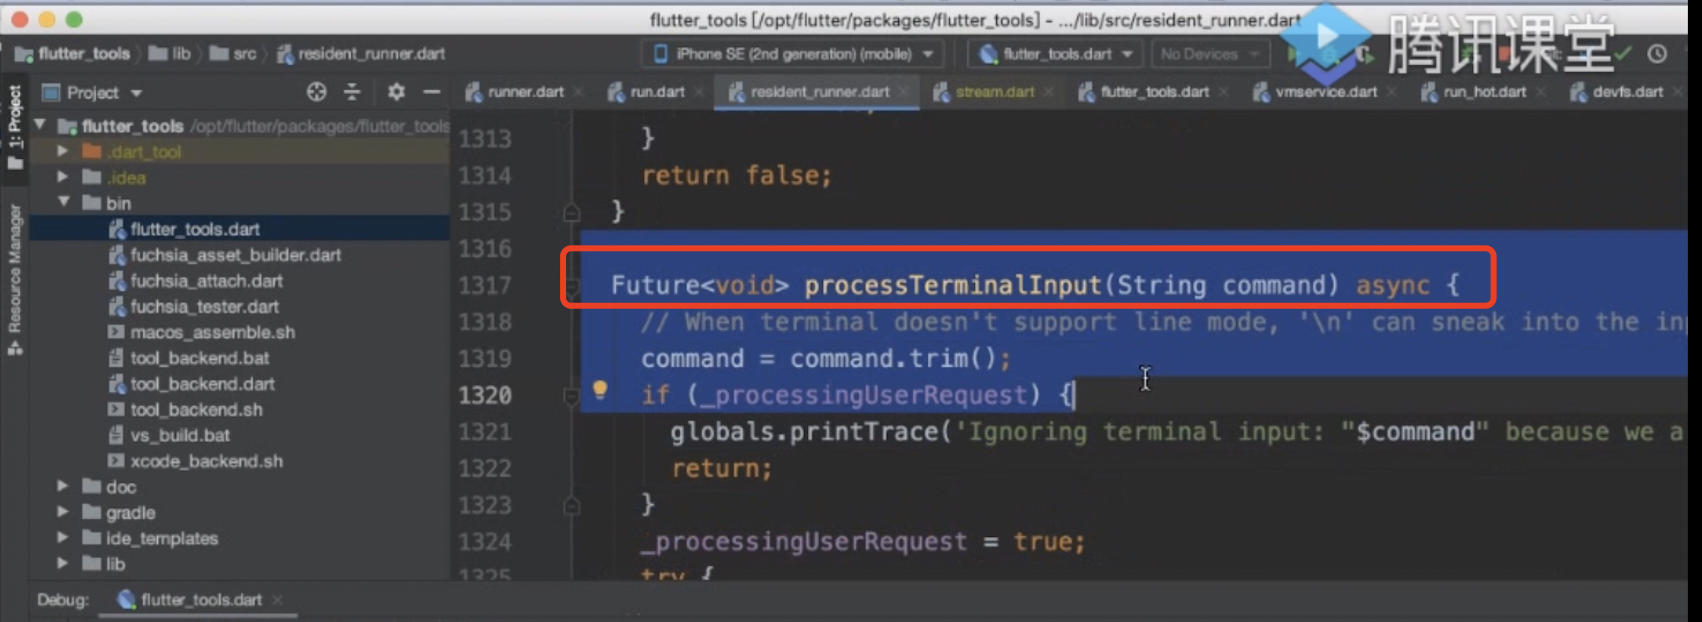 flutter_tools [/opt/flutter/packages/flutter_tools] - .../lib/src/resident_runner.dart
腾讯课堂
flutter_tools lib src resident_runner.dart iPhone SE (2nd generation) (mobile) flutter_tools.dart No Devices
1: Project
Resource Manager
Project runner.dart run.dart resident_runner.dart stream.dart flutter_tools.dart vmservice.dart run_hot.dart devfs.dart
flutter_tools /opt/flutter/packages/flutter_tools
.dart_tool
.idea
bin
flutter_tools.dart
fuchsia_asset_builder.dart
fuchsia_attach.dart
fuchsia_tester.dart
macos_assemble.sh
tool_backend.bat
tool_backend.dart
tool_backend.sh
vs_build.bat
xcode_backend.sh
doc
gradle
ide_templates
lib
1313 }
1314 return false;
1315 }
1316
1317 Future<void> processTerminalInput(String command) async {
1318 // When terminal doesn't support line mode, '\n' can sneak into the inp
1319 command = command.trim();
1320 if (_processingUserRequest) {
1321 globals.printTrace('Ignoring terminal input: "$command" because we a
1322 return;
1323 }
1324 _processingUserRequest = true;
1325 try {
Debug: flutter_tools.dart